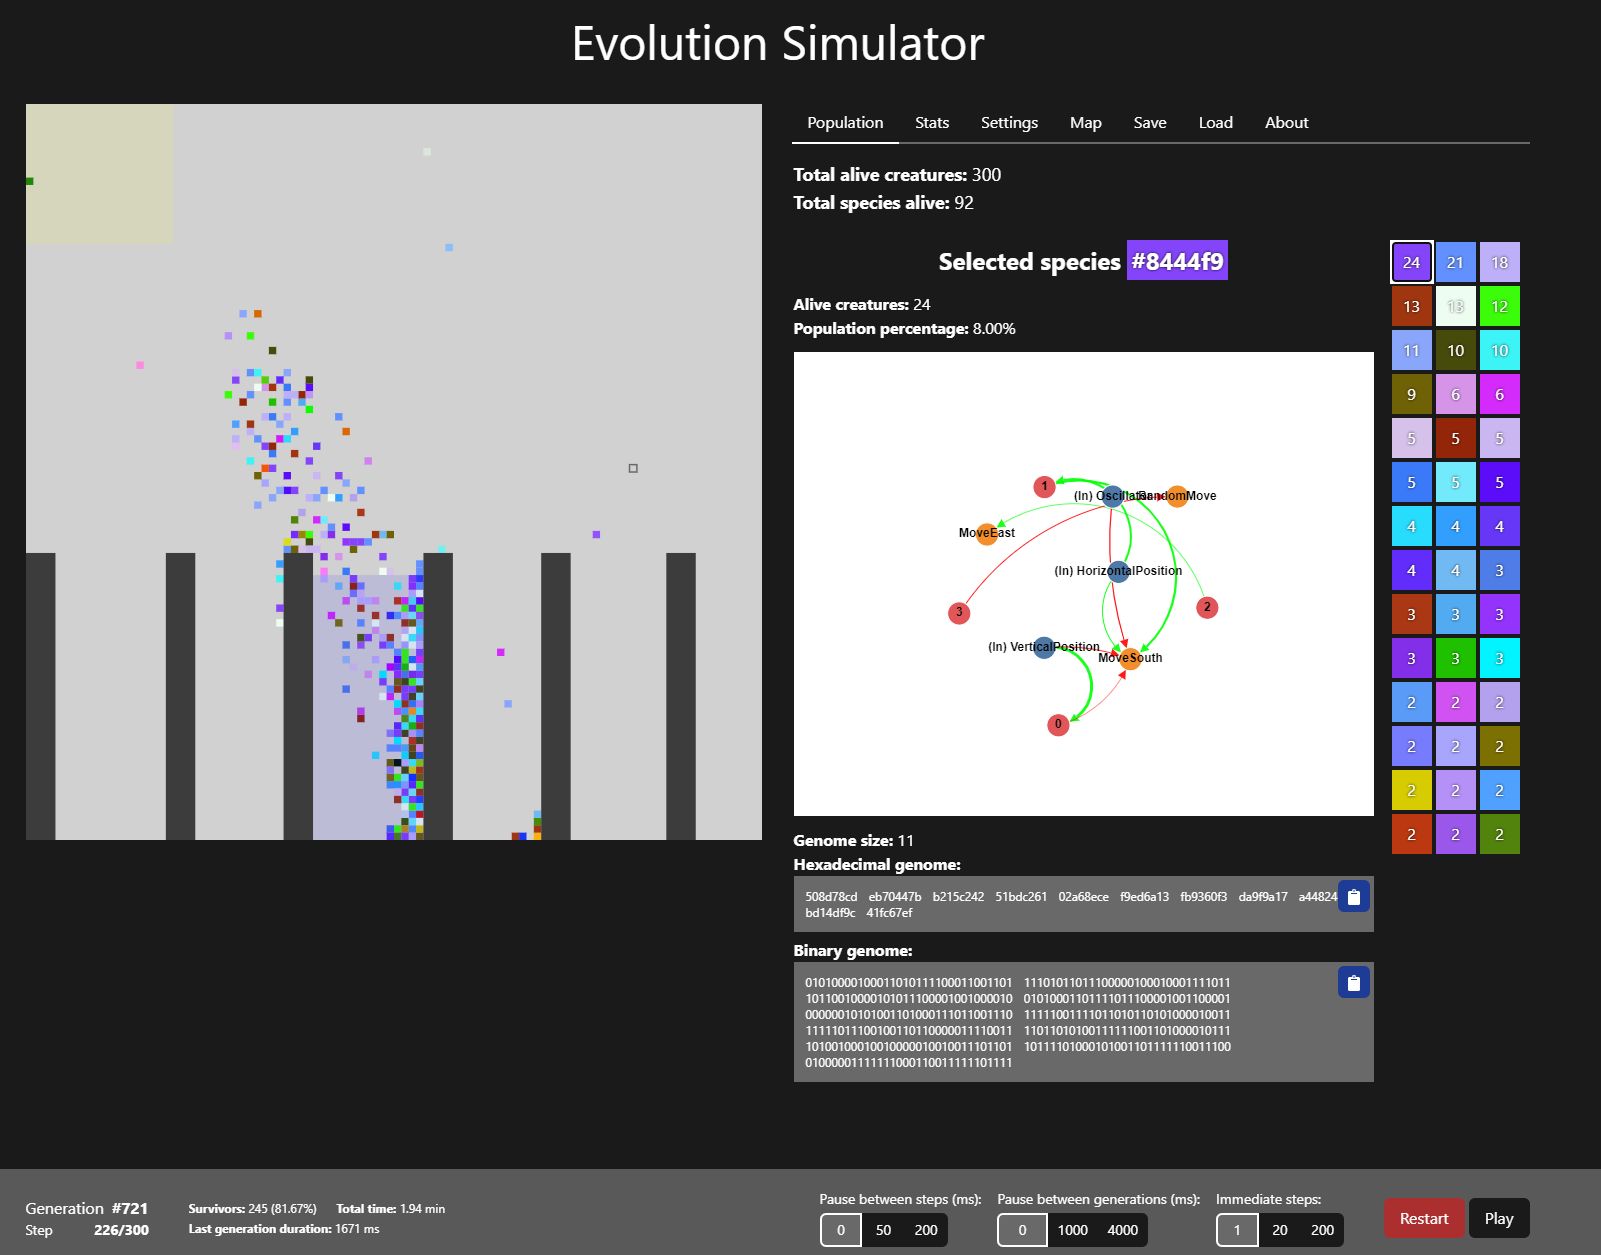 Evolution Simulator
Population Stats Settings Map Save Load About
Total alive creatures: 300
Total species alive: 92
Selected species #8444f9
Alive creatures: 24
Population percentage: 8.00%
1
(In) Oscillator
RandomMove
MoveEast
(In) HorizontalPosition
3
2
(In) VerticalPosition
MoveSouth
0
24 21 18
13 13 12
11 10 10
9 6 6
5 5 5
5 5 5
4 4 4
4 4 3
3 3 3
3 3 3
2 2 2
2 2 2
2 2 2
2 2 2
Genome size: 11
Hexadecimal genome:
508d78cd eb70447b b215c242 51bdc261 02a68ece f9ed6a13 fb9360f3 da9f9a17 a44824
bd14df9c 41fc67ef
Binary genome:
01010000100011010111100011001101 11101011011100000100010001111011
10110010000101011100001001000010 01010001101111011100001001100001
00000010101001101000111011001110 11111001111011010110101000010011
11111011100100110110000011110011 11011010100111111001101000010111
10100100010010000010010011101101 10111101000101001101111110011100
01000001111111000110011111101111
Generation #721
Step 226/300
Survivors: 245 (81.67%) Total time: 1.94 min
Last generation duration: 1671 ms
Pause between steps (ms):
0 50 200
Pause between generations (ms):
0 1000 4000
Immediate steps:
1 20 200
Restart
Play